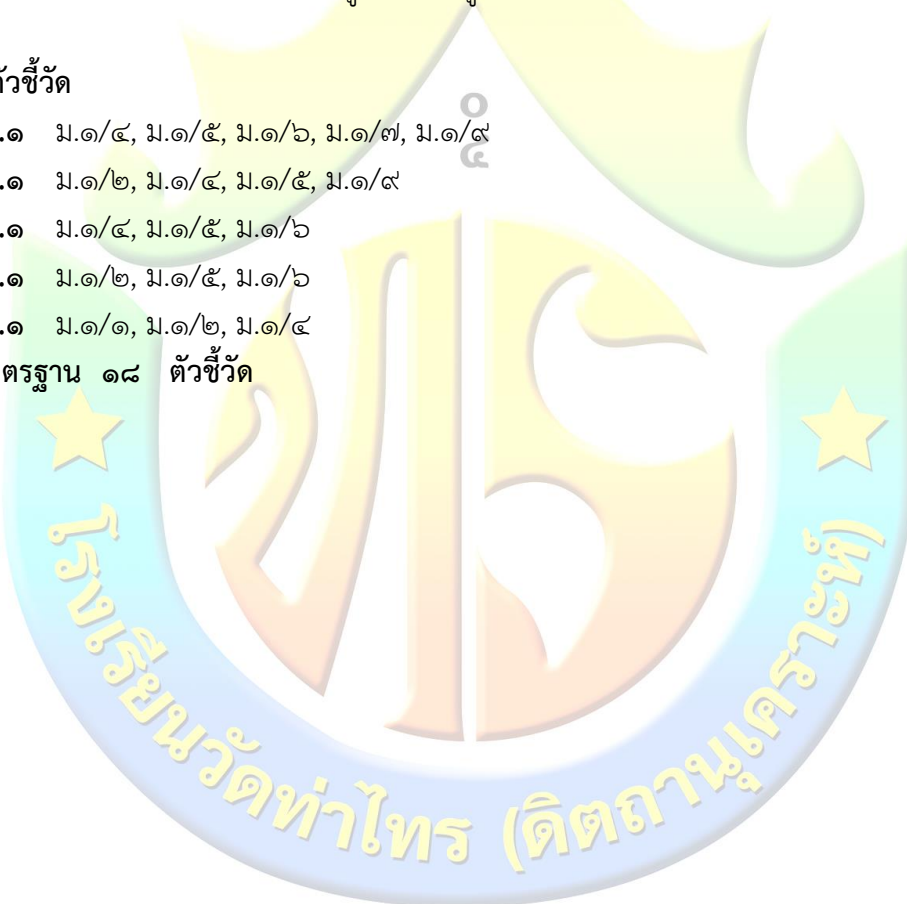 ตัวชี้วัด
.๑ ม.๑/๔, ม.๑/๕, ม.๑/๖, ม.๑/๗, ม.๑/๙
.๑ ม.๑/๒, ม.๑/๔, ม.๑/๕, ม.๑/๙
.๑ ม.๑/๔, ม.๑/๕, ม.๑/๖
.๑ ม.๑/๒, ม.๑/๕, ม.๑/๖
.๑ ม.๑/๑, ม.๑/๒, ม.๑/๔
ตรฐาน ๑๘ ตัวชี้วัด
โรงเรียนวัดท่าไทร (ดิตถานุเคราะห์)